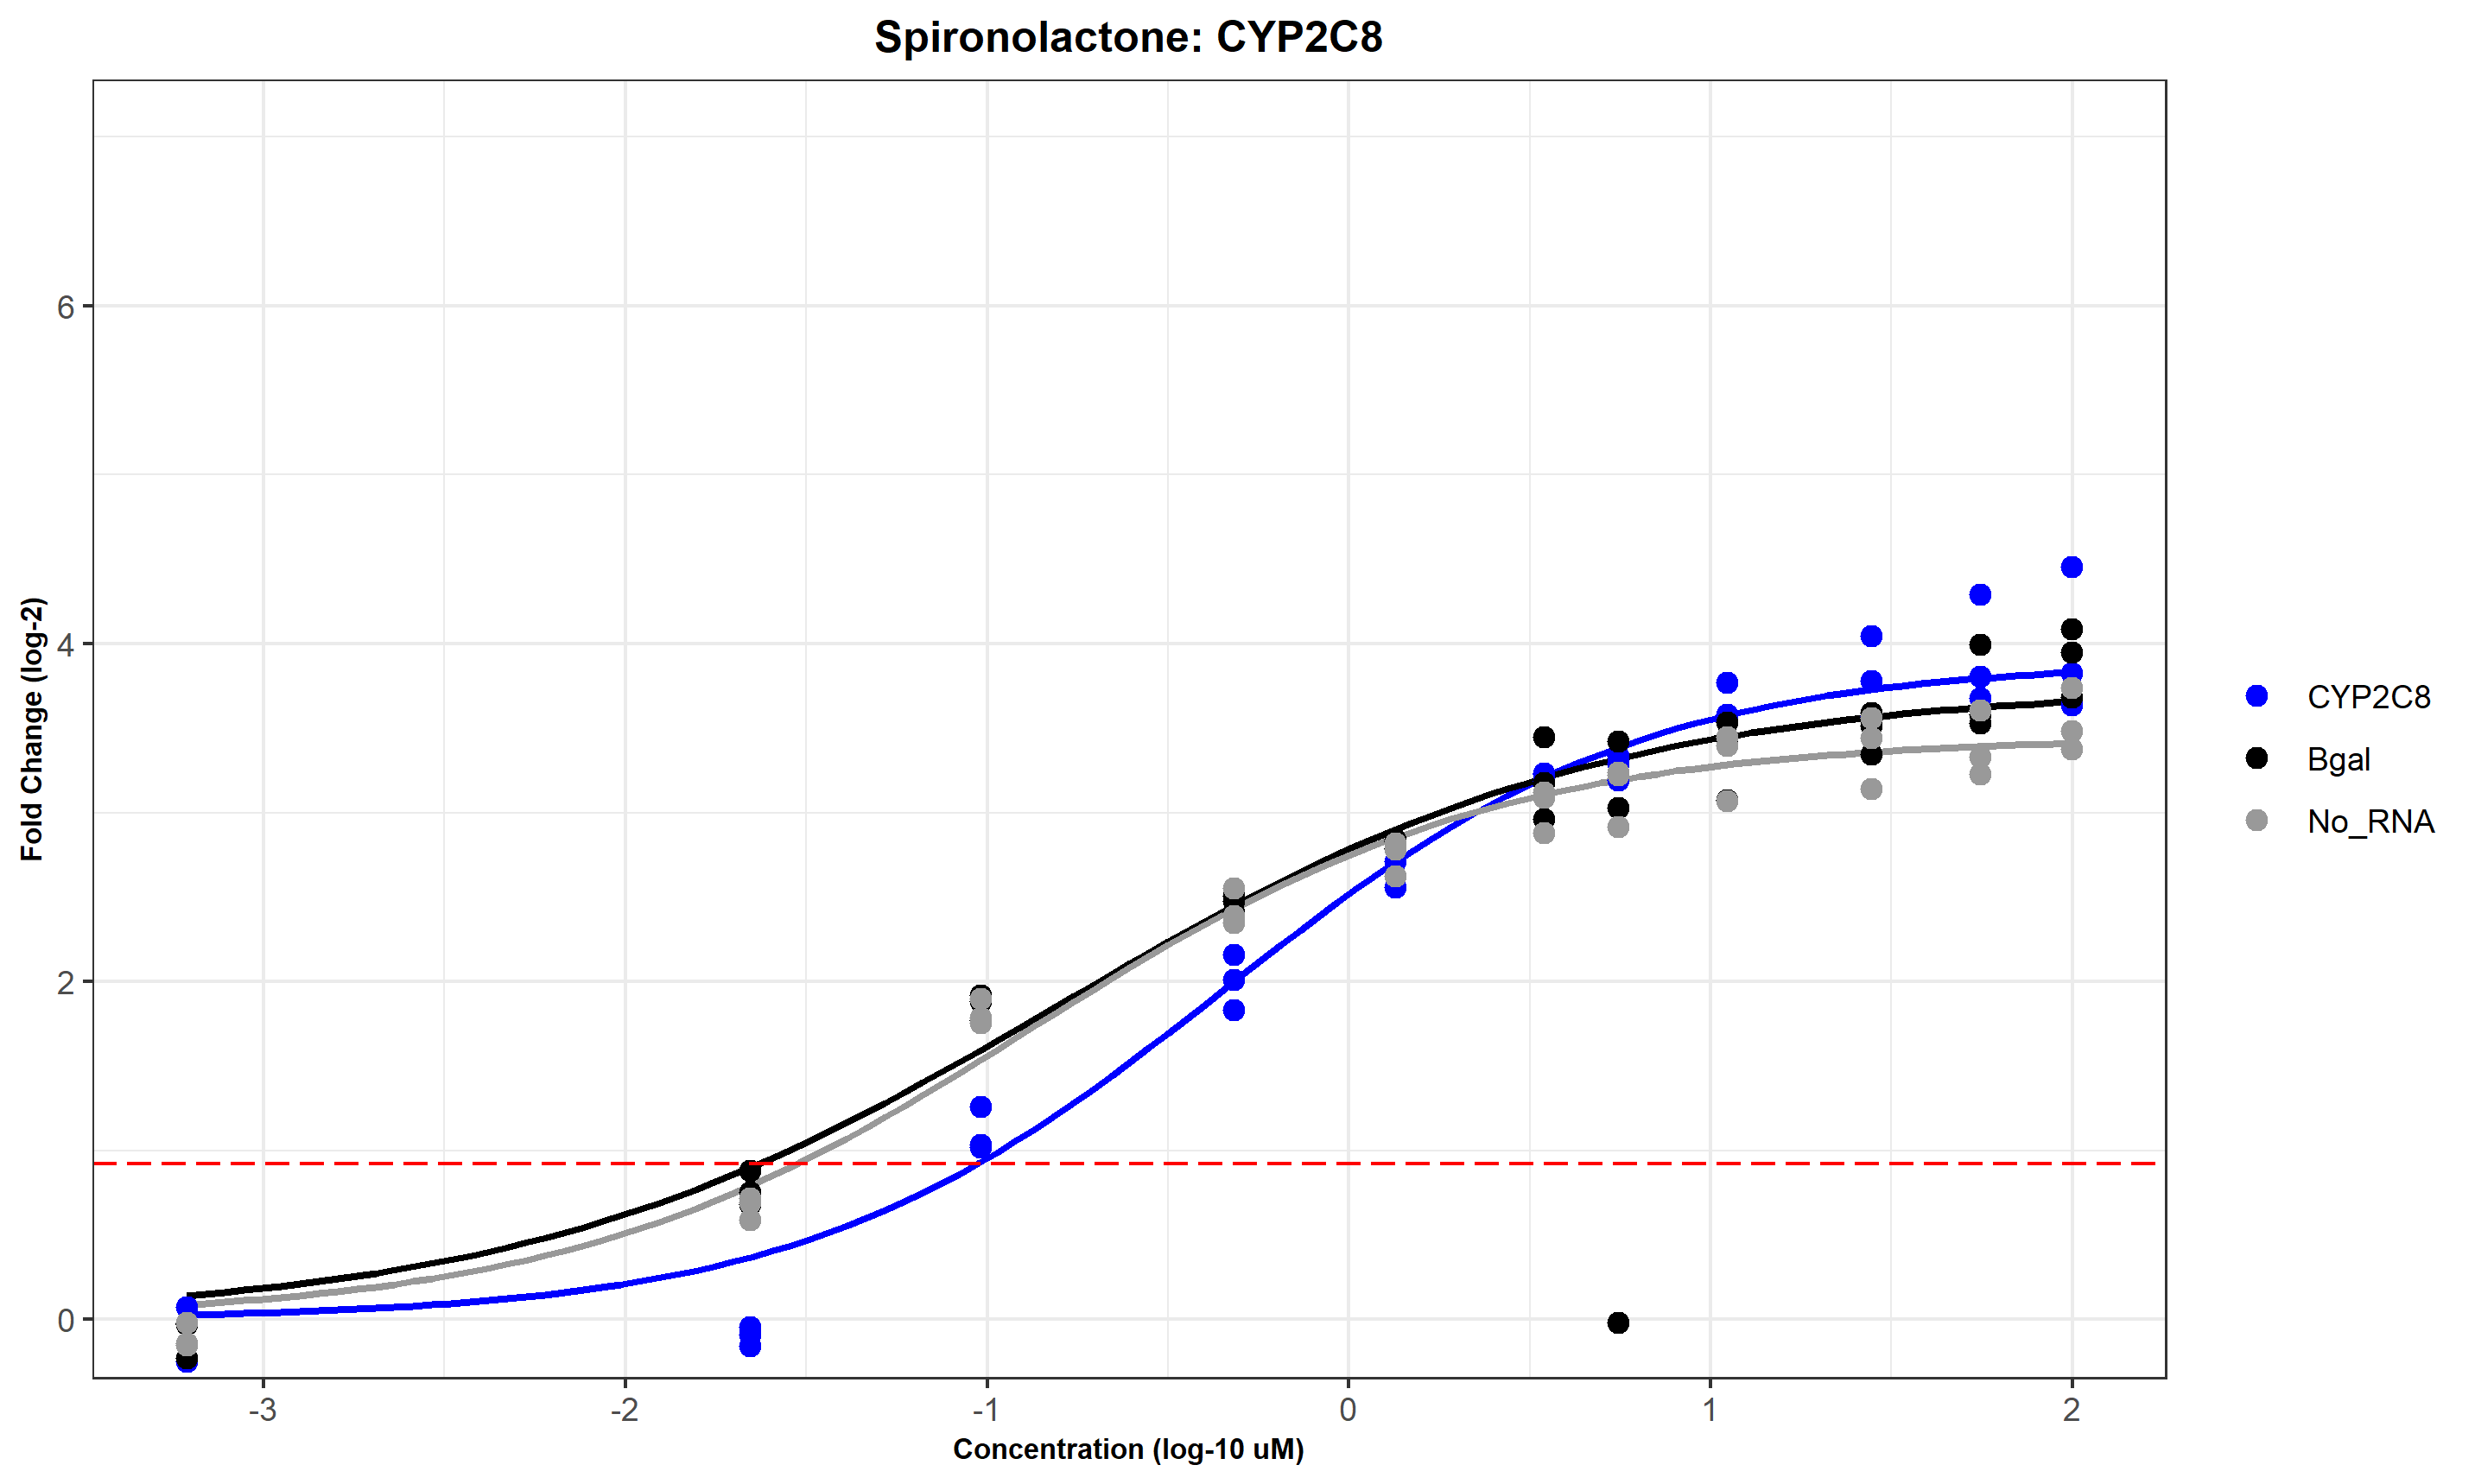 Spironolactone: CYP2C8
Fold Change (log-2)
6
4
2
0
-3
-2
-1
0
1
2
Concentration (log-10 uM)
CYP2C8
Bgal
No_RNA